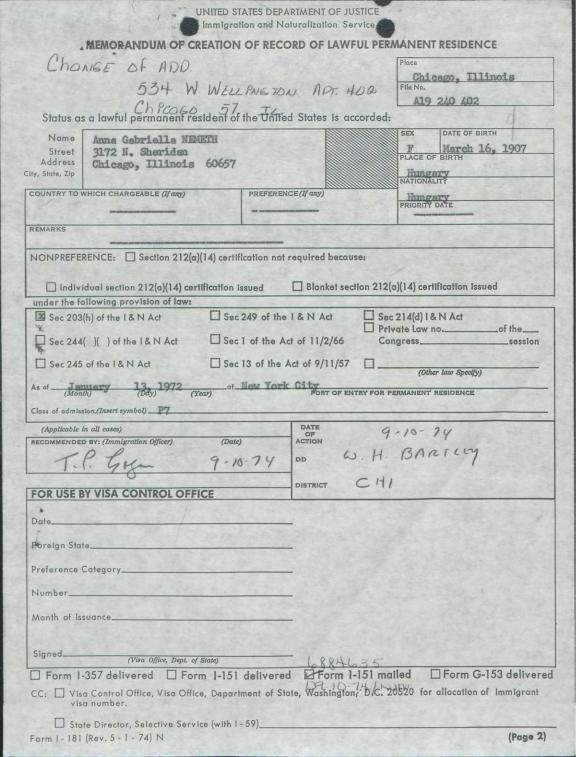 UNITED STATES DEPARTMENT OF JUSTICE
Immigration and Naturalization Service
MEMORANDUM OF CREATION OF RECORD OF LAWFUL PERMANENT RESIDENCE
CHANGE OF ADD.
534 W WELLINGTON APT. 402
CHICAGO 57 IL
Place
Chicago, Illinois
File No.
A19 240 402
Status as a lawful permanent resident of the United States is accorded:
Name Anna Gabriella NEMETH
Street 3172 N. Sheridan
Address Chicago, Illinois 60657
City, State, Zip
SEX DATE OF BIRTH
F March 16, 1907
PLACE OF BIRTH
Hungary
NATIONALITY
Hungary
COUNTRY TO WHICH CHARGEABLE (If any) PREFERENCE (If any) PRIORITY DATE
REMARKS
NONPREFERENCE: Section 212(a)(14) certification not required because:
Individual section 212(a)(14) certification issued Blanket section 212(a)(14) certification issued
under the following provision of law:
X Sec 203(h) of the I & N Act Sec 249 of the I & N Act Sec 214(d) I & N Act
Private Law no. of the
Sec 244( )( ) of the I & N Act Sec 1 of the Act of 11/2/66 Congress, session
Sec 245 of the I & N Act Sec 13 of the Act of 9/11/57
(Other law Specify)
As of January 13, 1972 at New York City
(Month) (Day) (Year) PORT OF ENTRY FOR PERMANENT RESIDENCE
Class of admission, (Insert symbol) P7
(Applicable in all cases)
RECOMMENDED BY: (Immigration Officer) (Date)
9-10-74
DATE OF ACTION 9-10-74
DD W. H. BARTLEY
DISTRICT CHI
FOR USE BY VISA CONTROL OFFICE
Date
Foreign State
Preference Category
Number
Month of Issuance
Signed
(Visa Office, Dept. of State)
6884635
Form I-357 delivered Form I-151 delivered Form I-151 mailed Form G-153 delivered
CC: Visa Control Office, Visa Office, Department of State, Washington, D.C. 20520 for allocation of Immigrant
visa number.
State Director, Selective Service (with I-59)
Form I-181 (Rev. 5-1-74) N (Page 2)